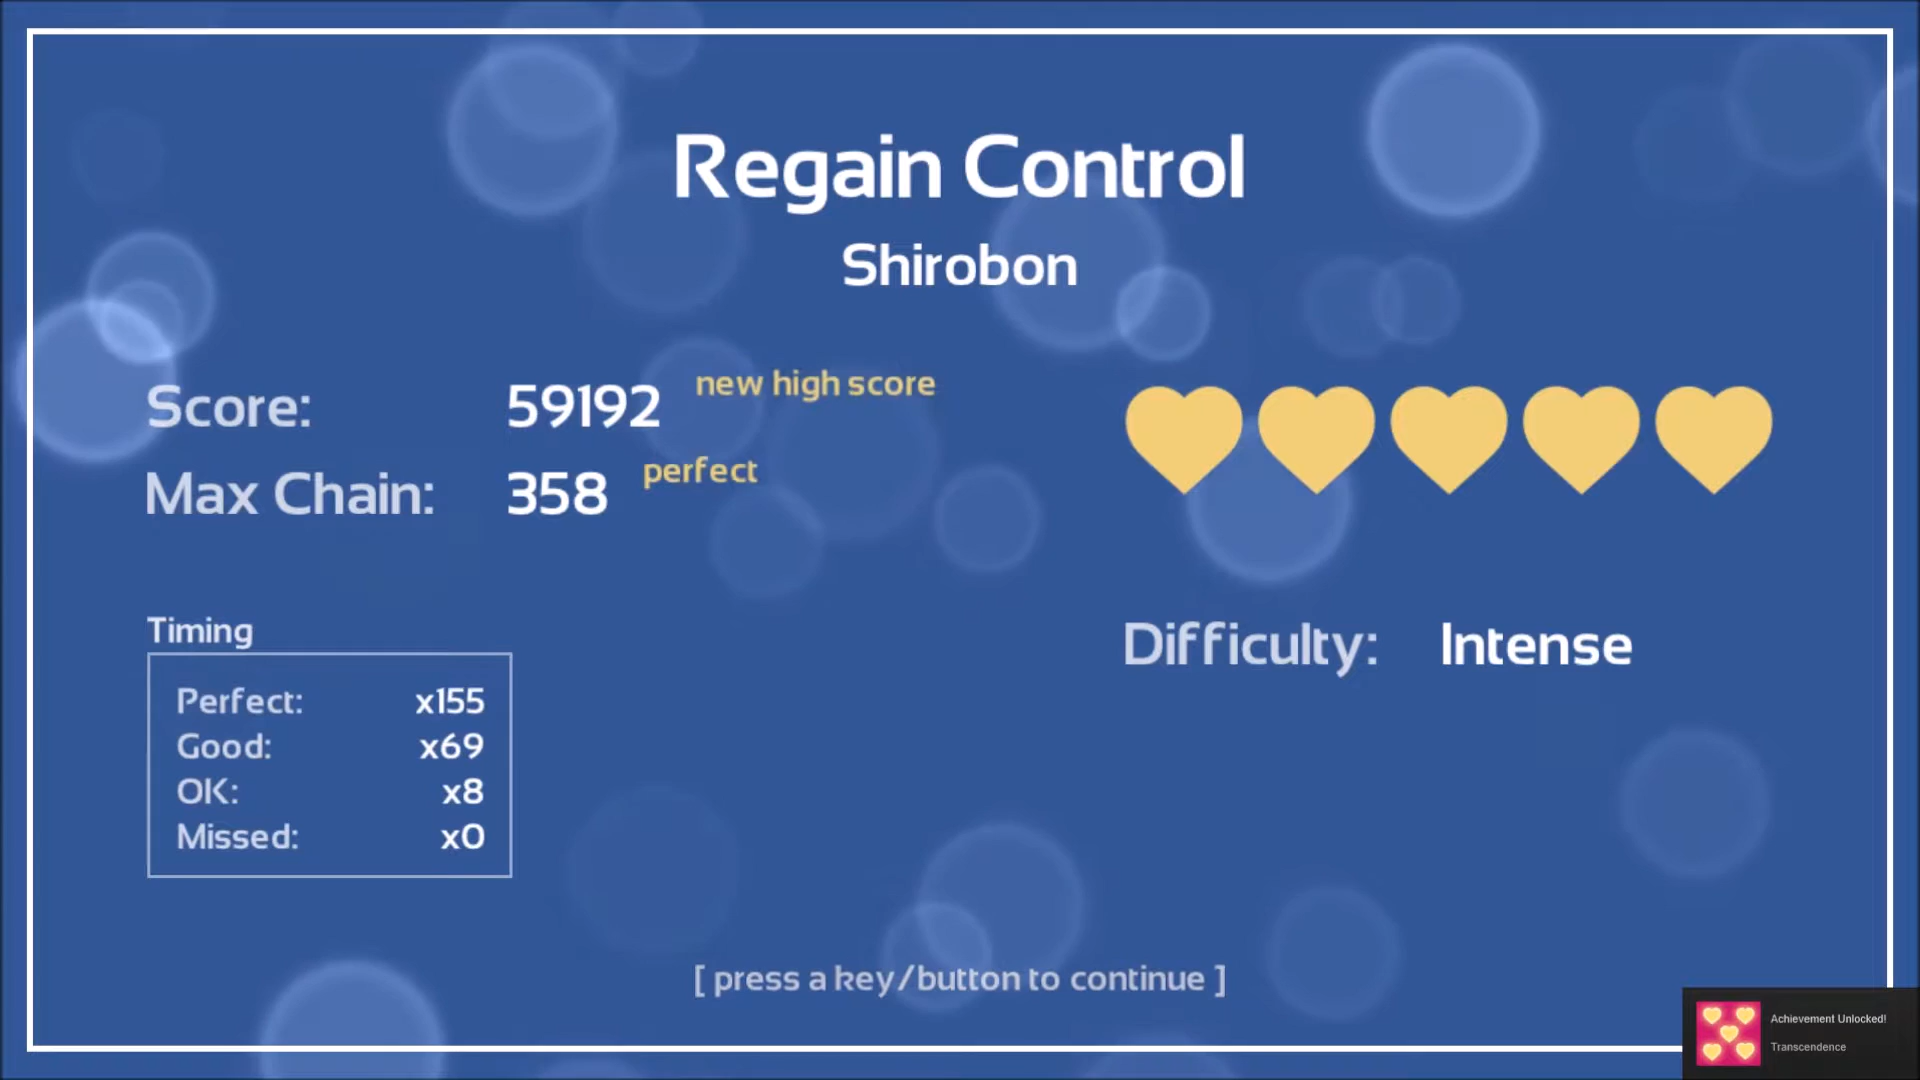 Regain Control
Shirobon
Score: 59192 new high score
Max Chain: 358 perfect
Timing
Perfect: x155
Good: x69
OK: x8
Missed: x0
Difficulty: Intense
[ press a key/button to continue ]
Achievement Unlocked!
Transcendence